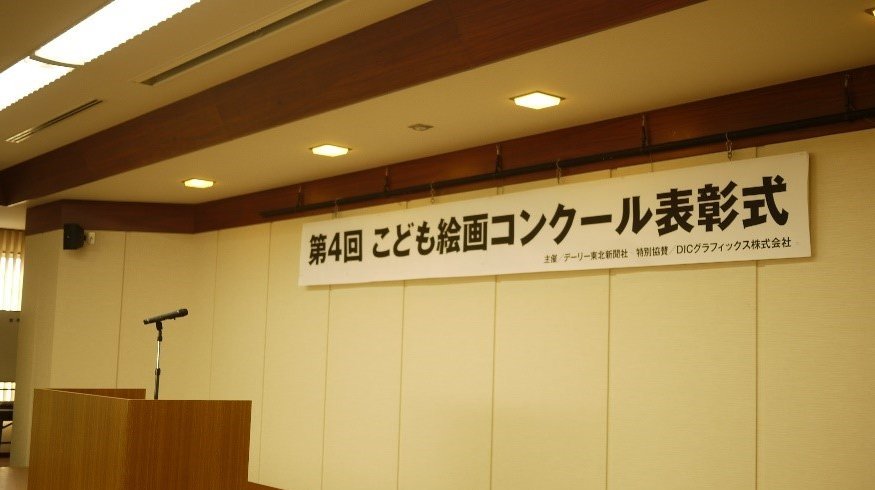 第4回 こども絵画コンクール表彰式
主催/デーリー東北新聞社 特別協賛/DICグラフィックス株式会社